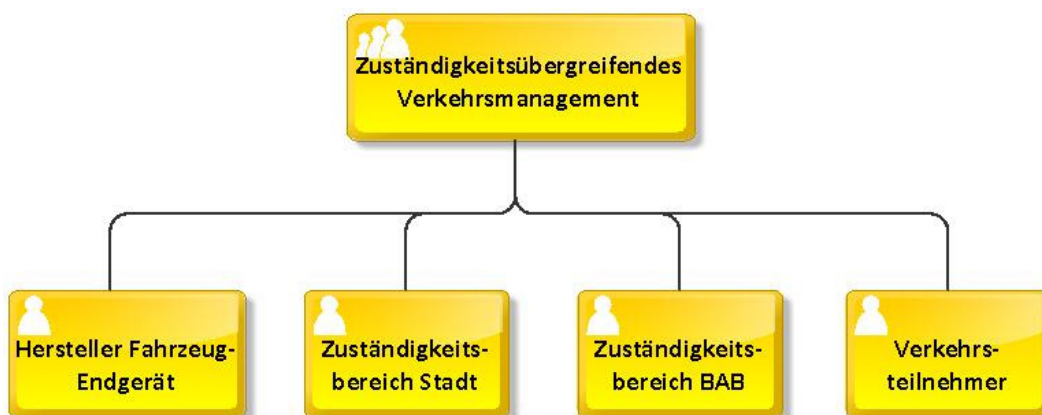 Zuständigkeitsübergreifendes
Verkehrsmanagement
Hersteller Fahrzeug-
Endgerät
Zuständigkeits-
bereich Stadt
Zuständigkeits-
bereich BAB
Verkehrs-
teilnehmer